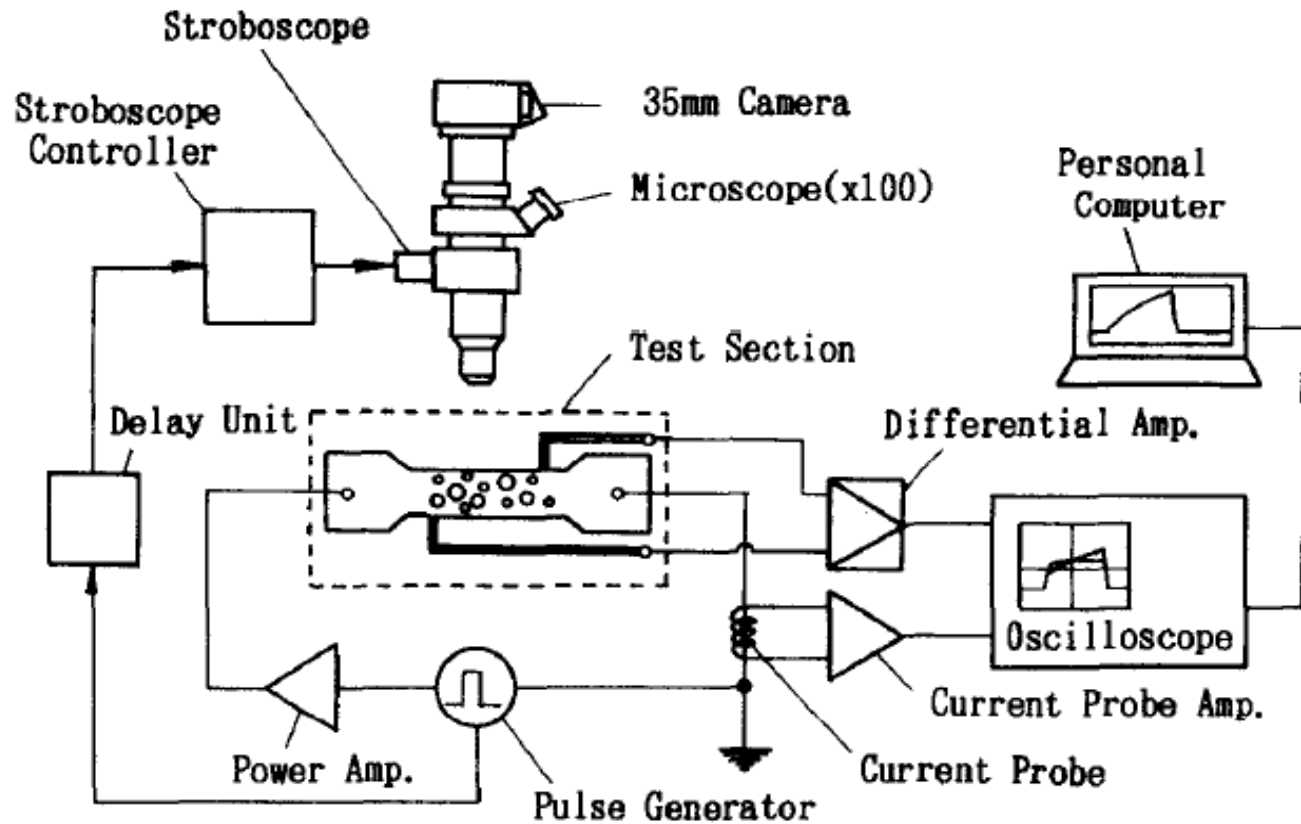 Stroboscope
Stroboscope
Controller
35mm Camera
Microscope(x100)
Personal
Computer
Test Section
Delay Unit
Differential Amp.
Oscilloscope
Current Probe Amp.
Power Amp.
Current Probe
Pulse Generator